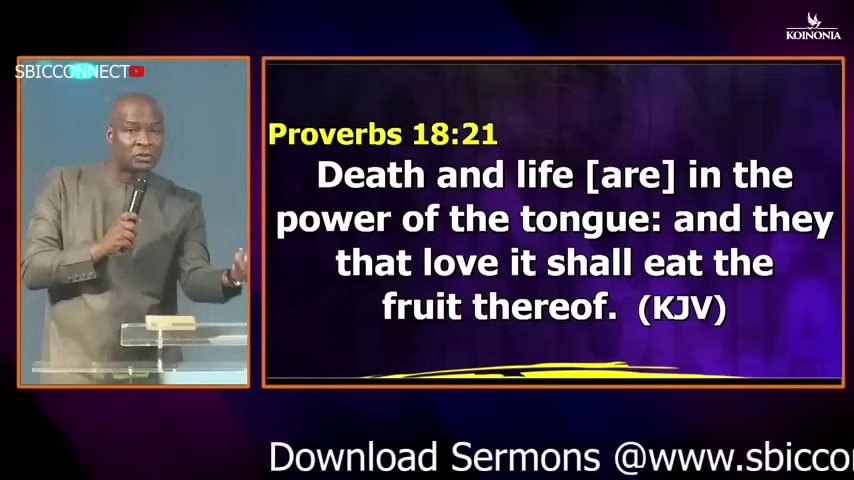 KOINONIA
SBICCONNECT
Proverbs 18:21
Death and life [are] in the
power of the tongue: and they
that love it shall eat the
fruit thereof. (KJV)
Download Sermons @www.sbicco